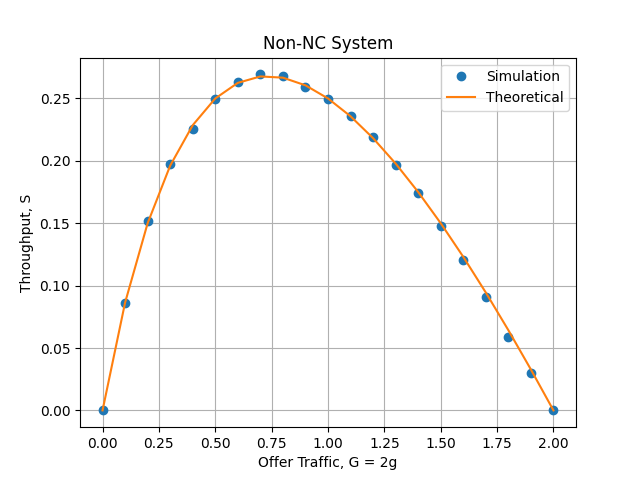 Non-NC System
Simulation
Theoretical
Throughput, S
0.25
0.20
0.15
0.10
0.05
0.00
0.00 0.25 0.50 0.75 1.00 1.25 1.50 1.75 2.00
Offer Traffic, G = 2g